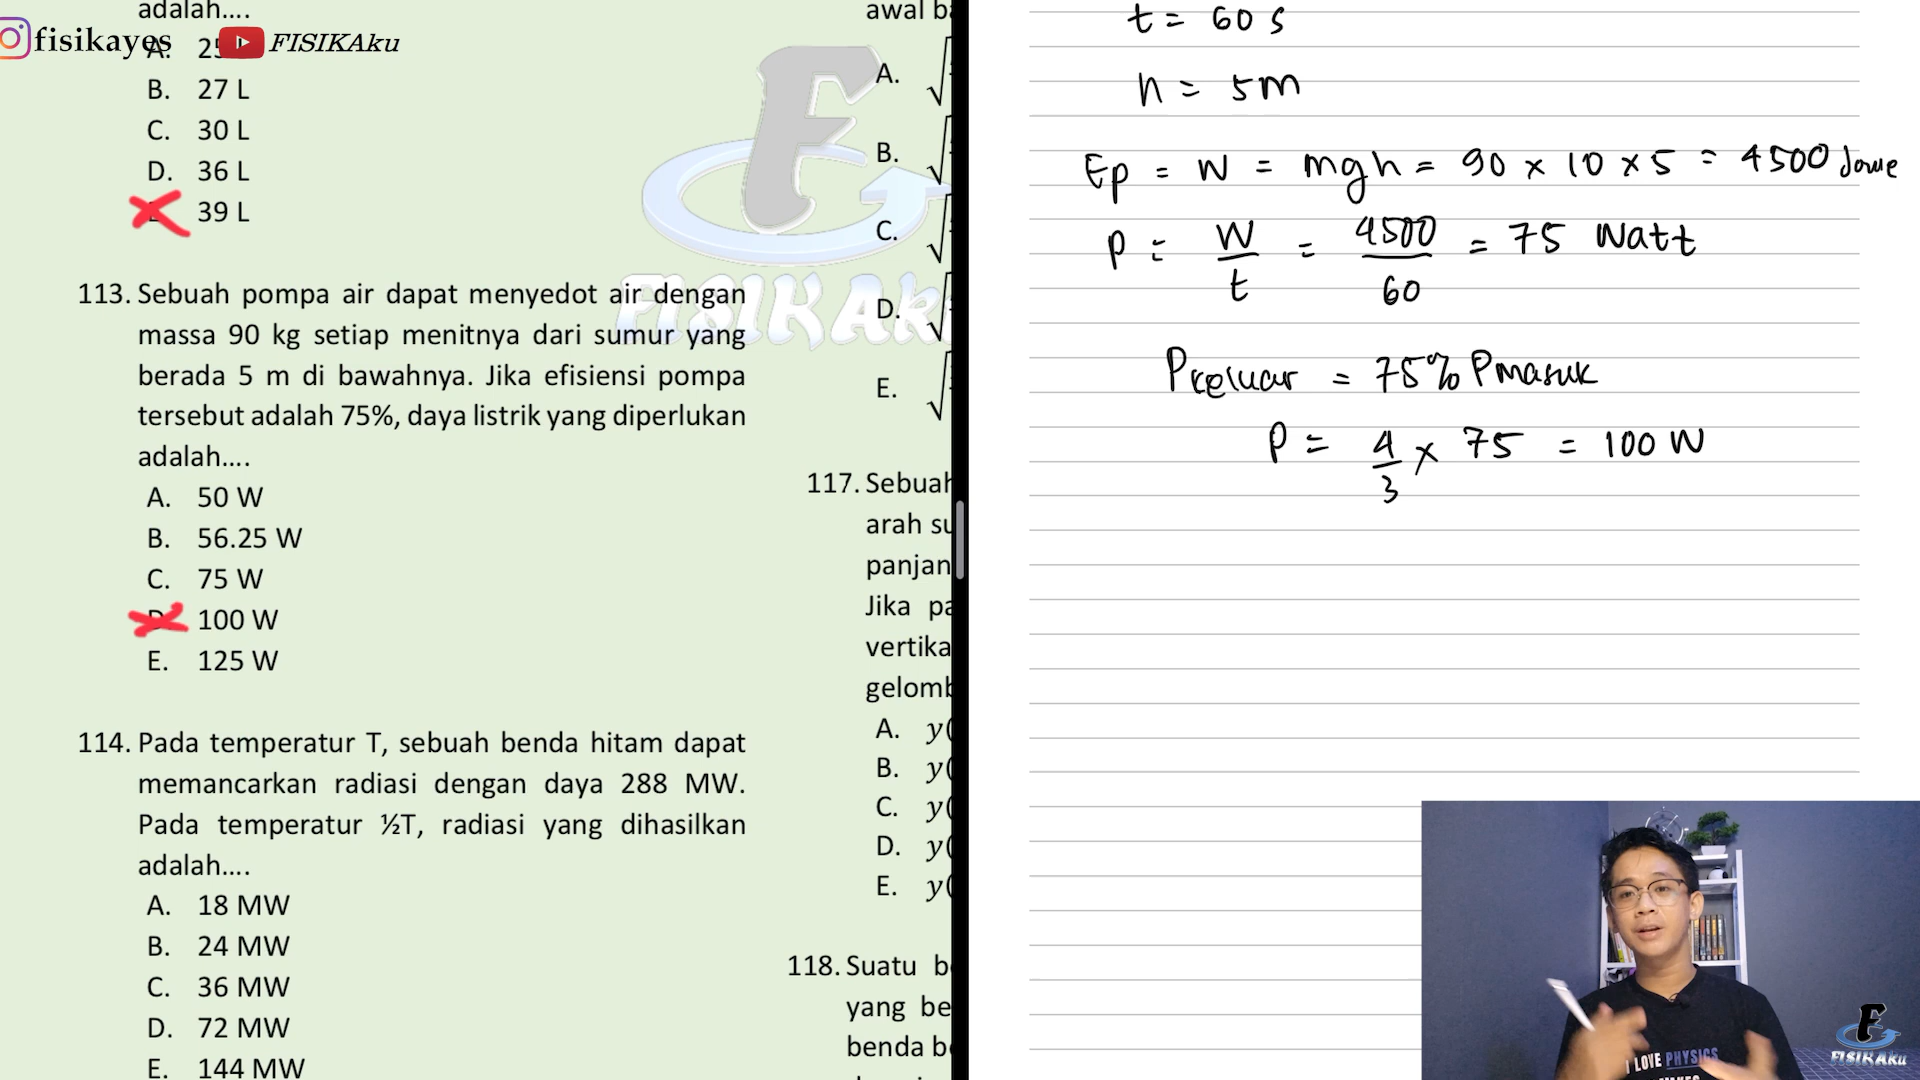 adalah....
fisikayes
FISIKAku
A. 25
B. 27 L
C. 30 L
D. 36 L
39 L
113. Sebuah pompa air dapat menyedot air dengan
massa 90 kg setiap menitnya dari sumur yang
berada 5 m di bawahnya. Jika efisiensi pompa
tersebut adalah 75%, daya listrik yang diperlukan
adalah....
A. 50 W
B. 56.25 W
C. 75 W
D. 100 W
E. 125 W
114. Pada temperatur T, sebuah benda hitam dapat
memancarkan radiasi dengan daya 288 MW.
Pada temperatur ½T, radiasi yang dihasilkan
adalah....
A. 18 MW
B. 24 MW
C. 36 MW
D. 72 MW
E. 144 MW
FISIKAku
awal ba
A. √
B. √
C. √
D. √
E. √
117. Sebuah
arah su
panjan
Jika pa
vertika
gelomb
A. y(
B. y(
C. y(
D. y(
E. y(
118. Suatu b
yang be
benda b
t = 60 s
h = 5m
Ep = W = mgh = 90 x 10 x 5 = 4500 Joule
P = W/t = 4500/60 = 75 Watt
Pkeluar = 75% Pmasuk
P = 4/3 x 75 = 100 W
I LOVE PHYSICS
FISIKAku